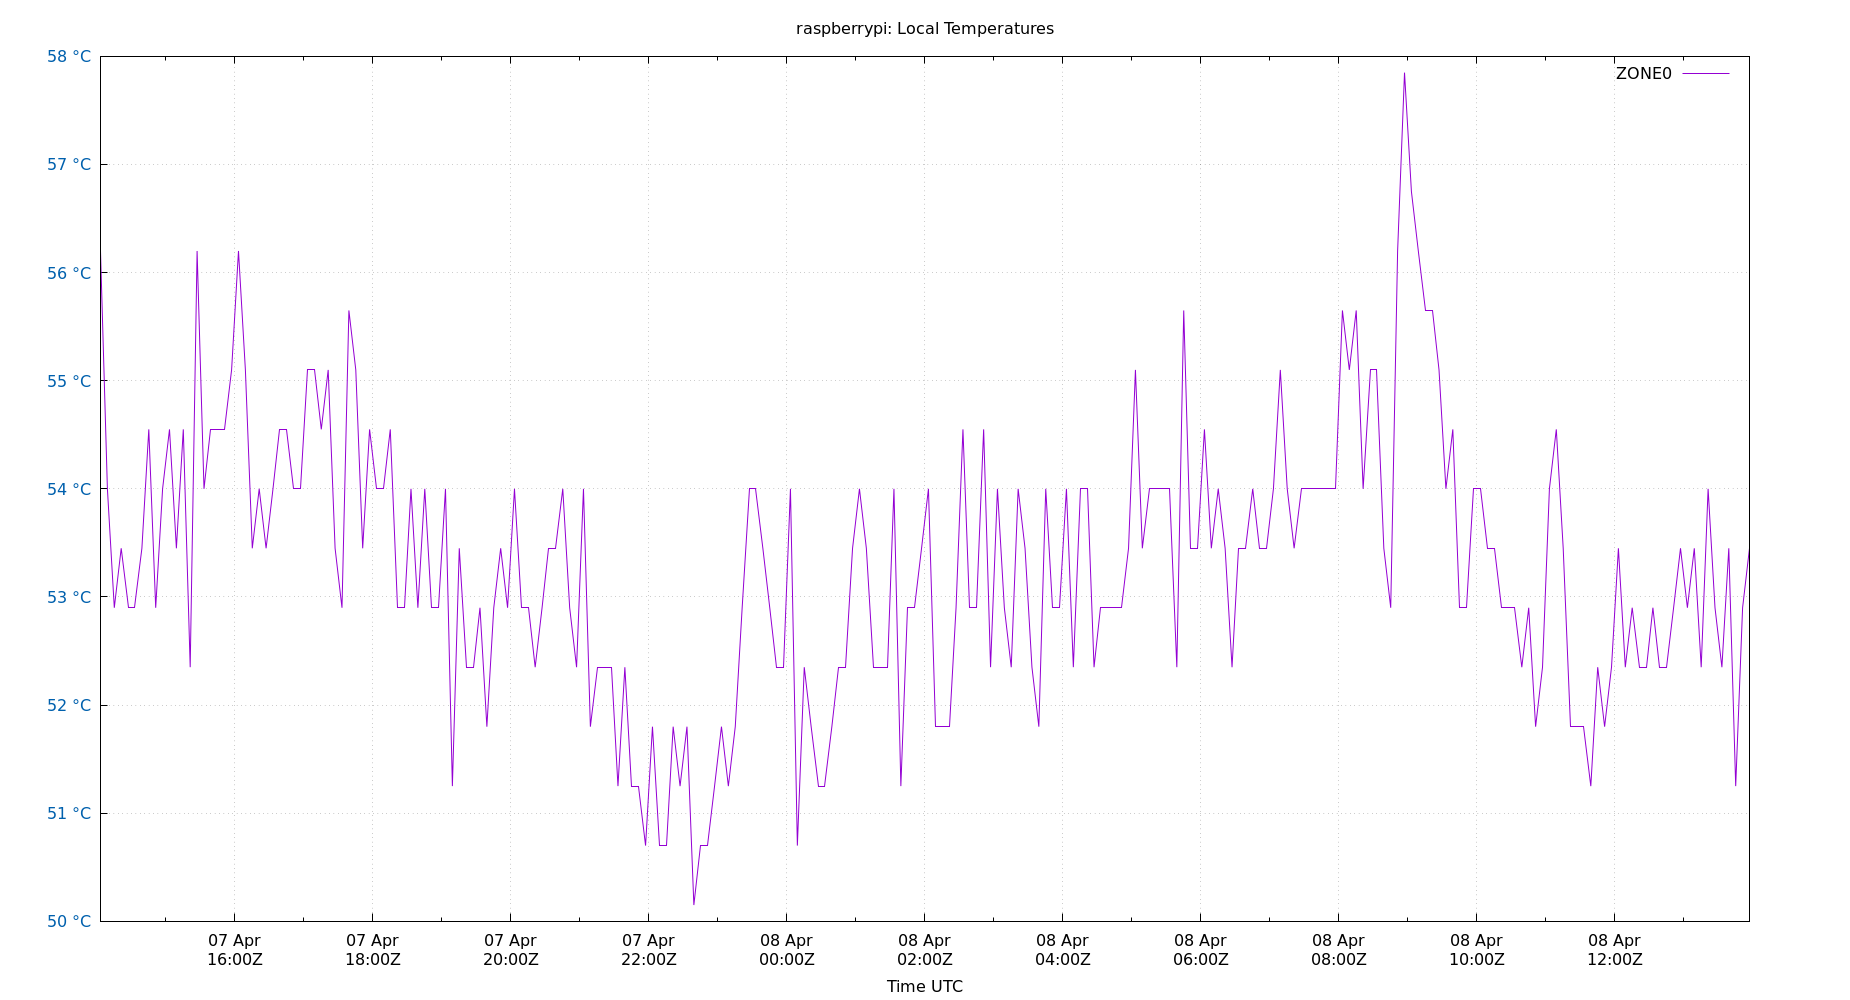 raspberrypi: Local Temperatures
58 °C
ZONE0
57 °C
56 °C
55 °C
54 °C
53 °C
52 °C
51 °C
50 °C
07 Apr 07 Apr 07 Apr 07 Apr 08 Apr 08 Apr 08 Apr 08 Apr 08 Apr 08 Apr 08 Apr
16:00Z 18:00Z 20:00Z 22:00Z 00:00Z 02:00Z 04:00Z 06:00Z 08:00Z 10:00Z 12:00Z
Time UTC